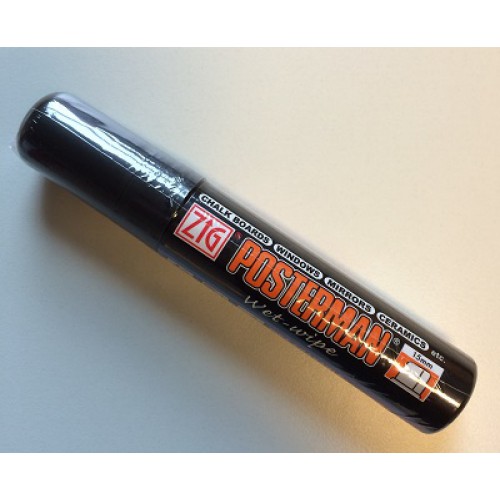 ZIG
CHALK BOARDS WINDOWS MIRRORS CERAMICS etc.
POSTERMAN®
Wet-wipe
15mm